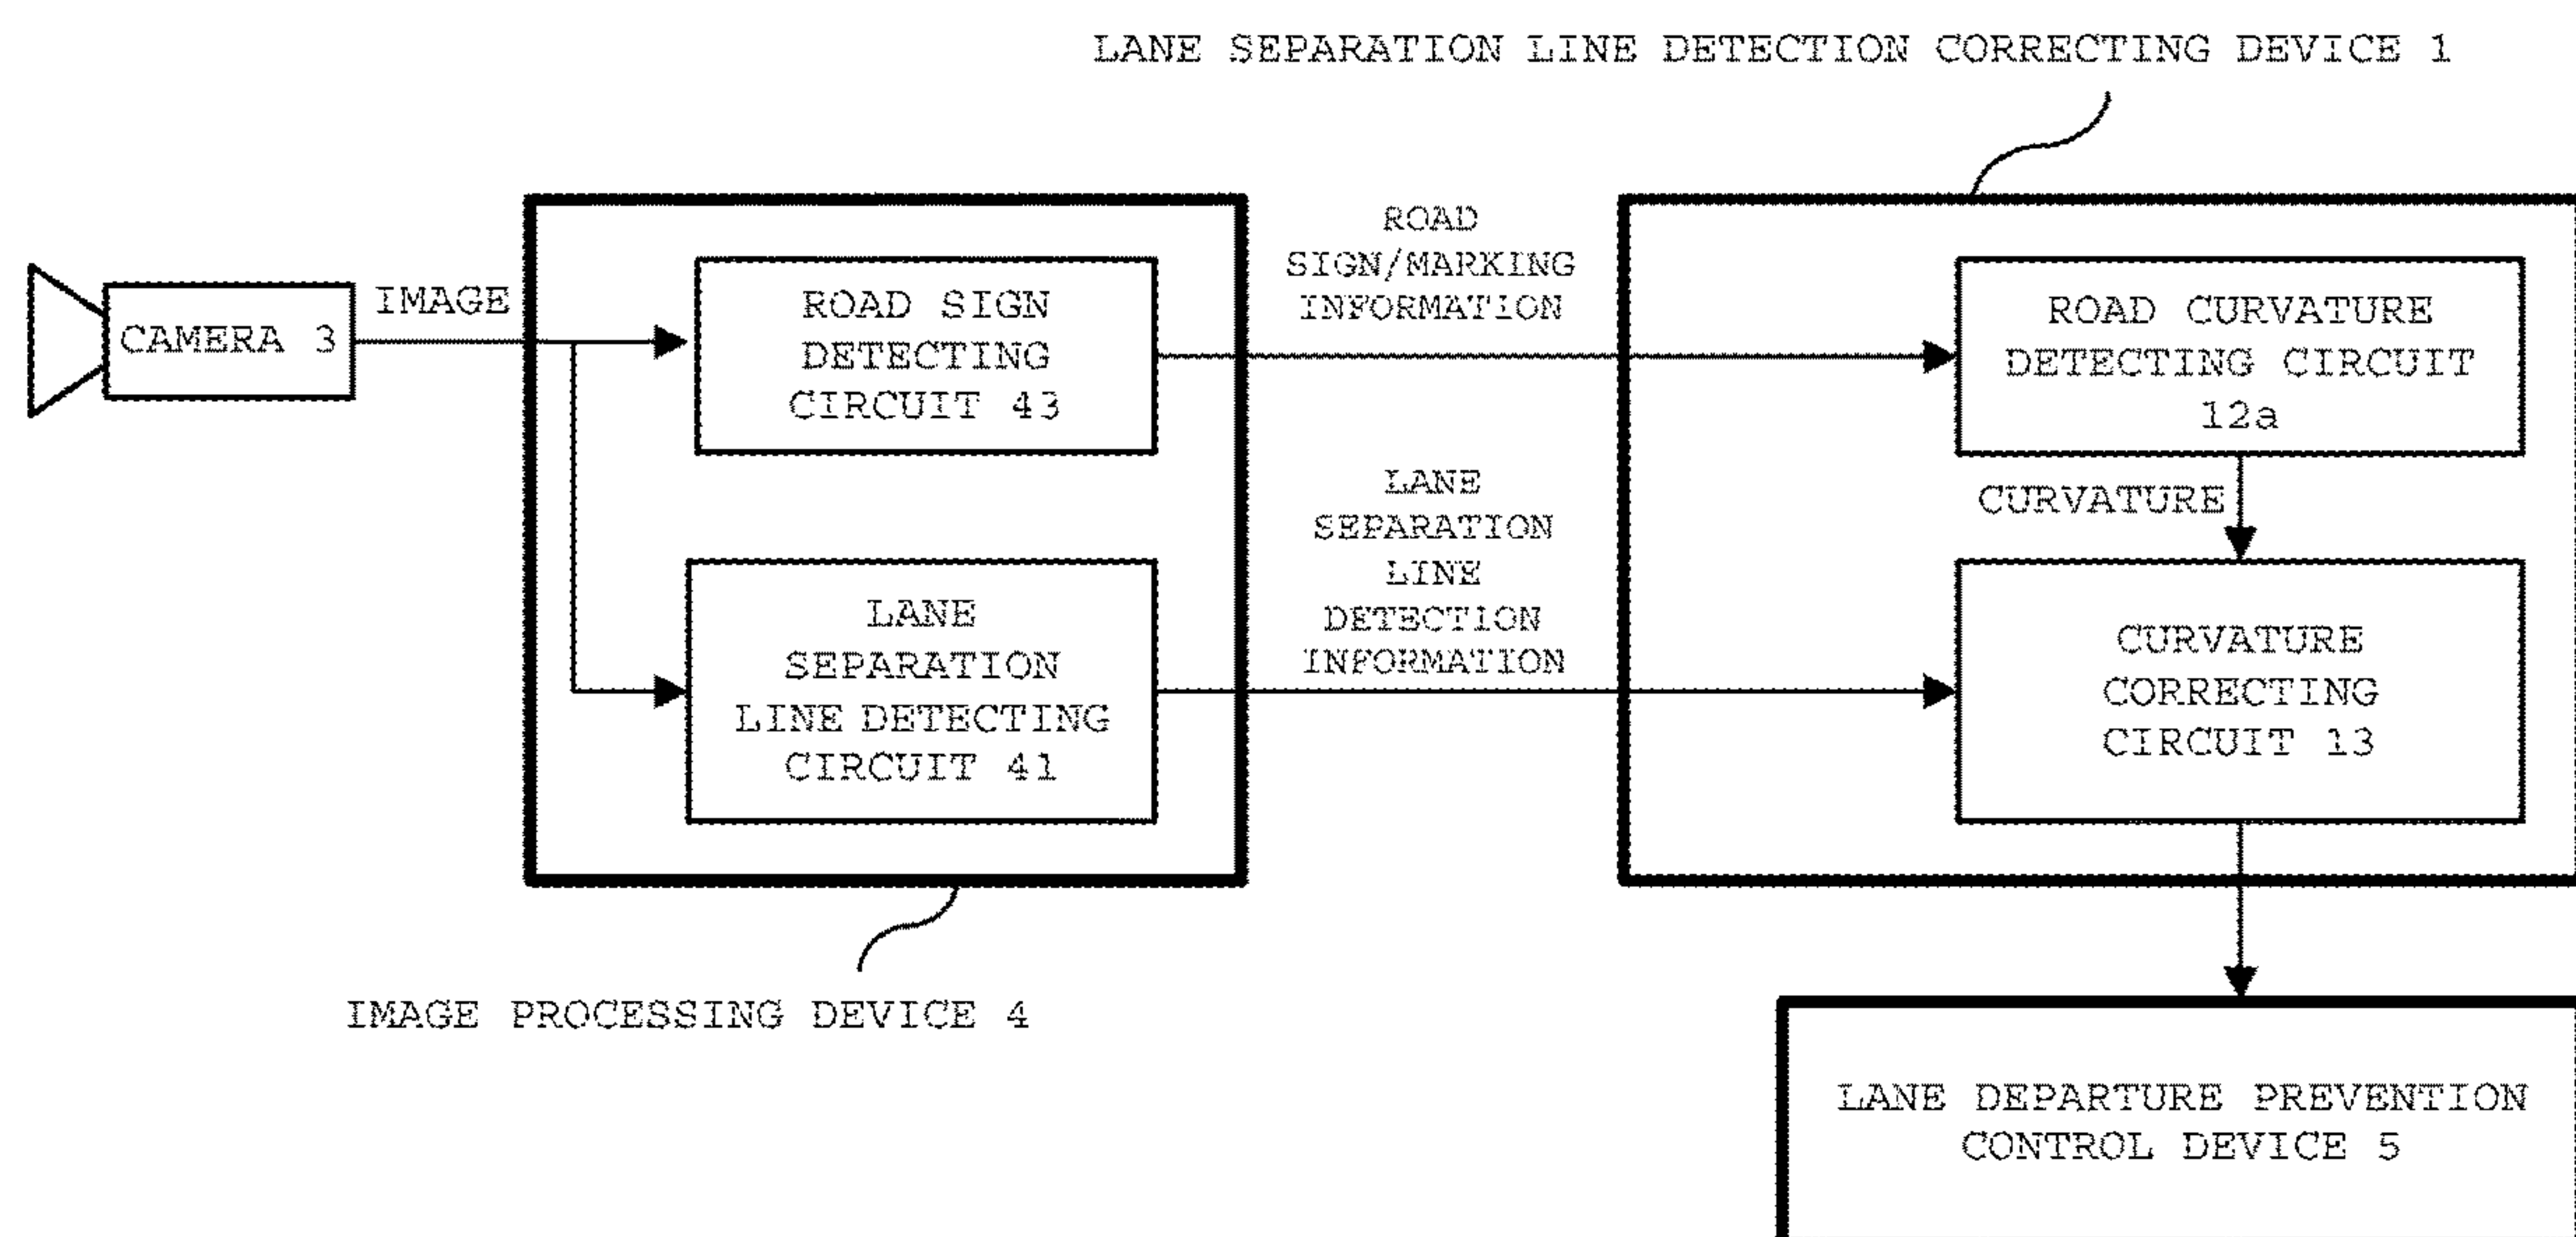 LANE SEPARATION LINE DETECTION CORRECTING DEVICE 1
CAMERA 3
IMAGE
ROAD SIGN
DETECTING
CIRCUIT 43
ROAD
SIGN/MARKING
INFORMATION
ROAD CURVATURE
DETECTING CIRCUIT
12a
CURVATURE
LANE
SEPARATION
LINE DETECTING
CIRCUIT 41
LANE
SEPARATION
LINE
DETECTION
INFORMATION
CURVATURE
CORRECTING
CIRCUIT 13
IMAGE PROCESSING DEVICE 4
LANE DEPARTURE PREVENTION
CONTROL DEVICE 5